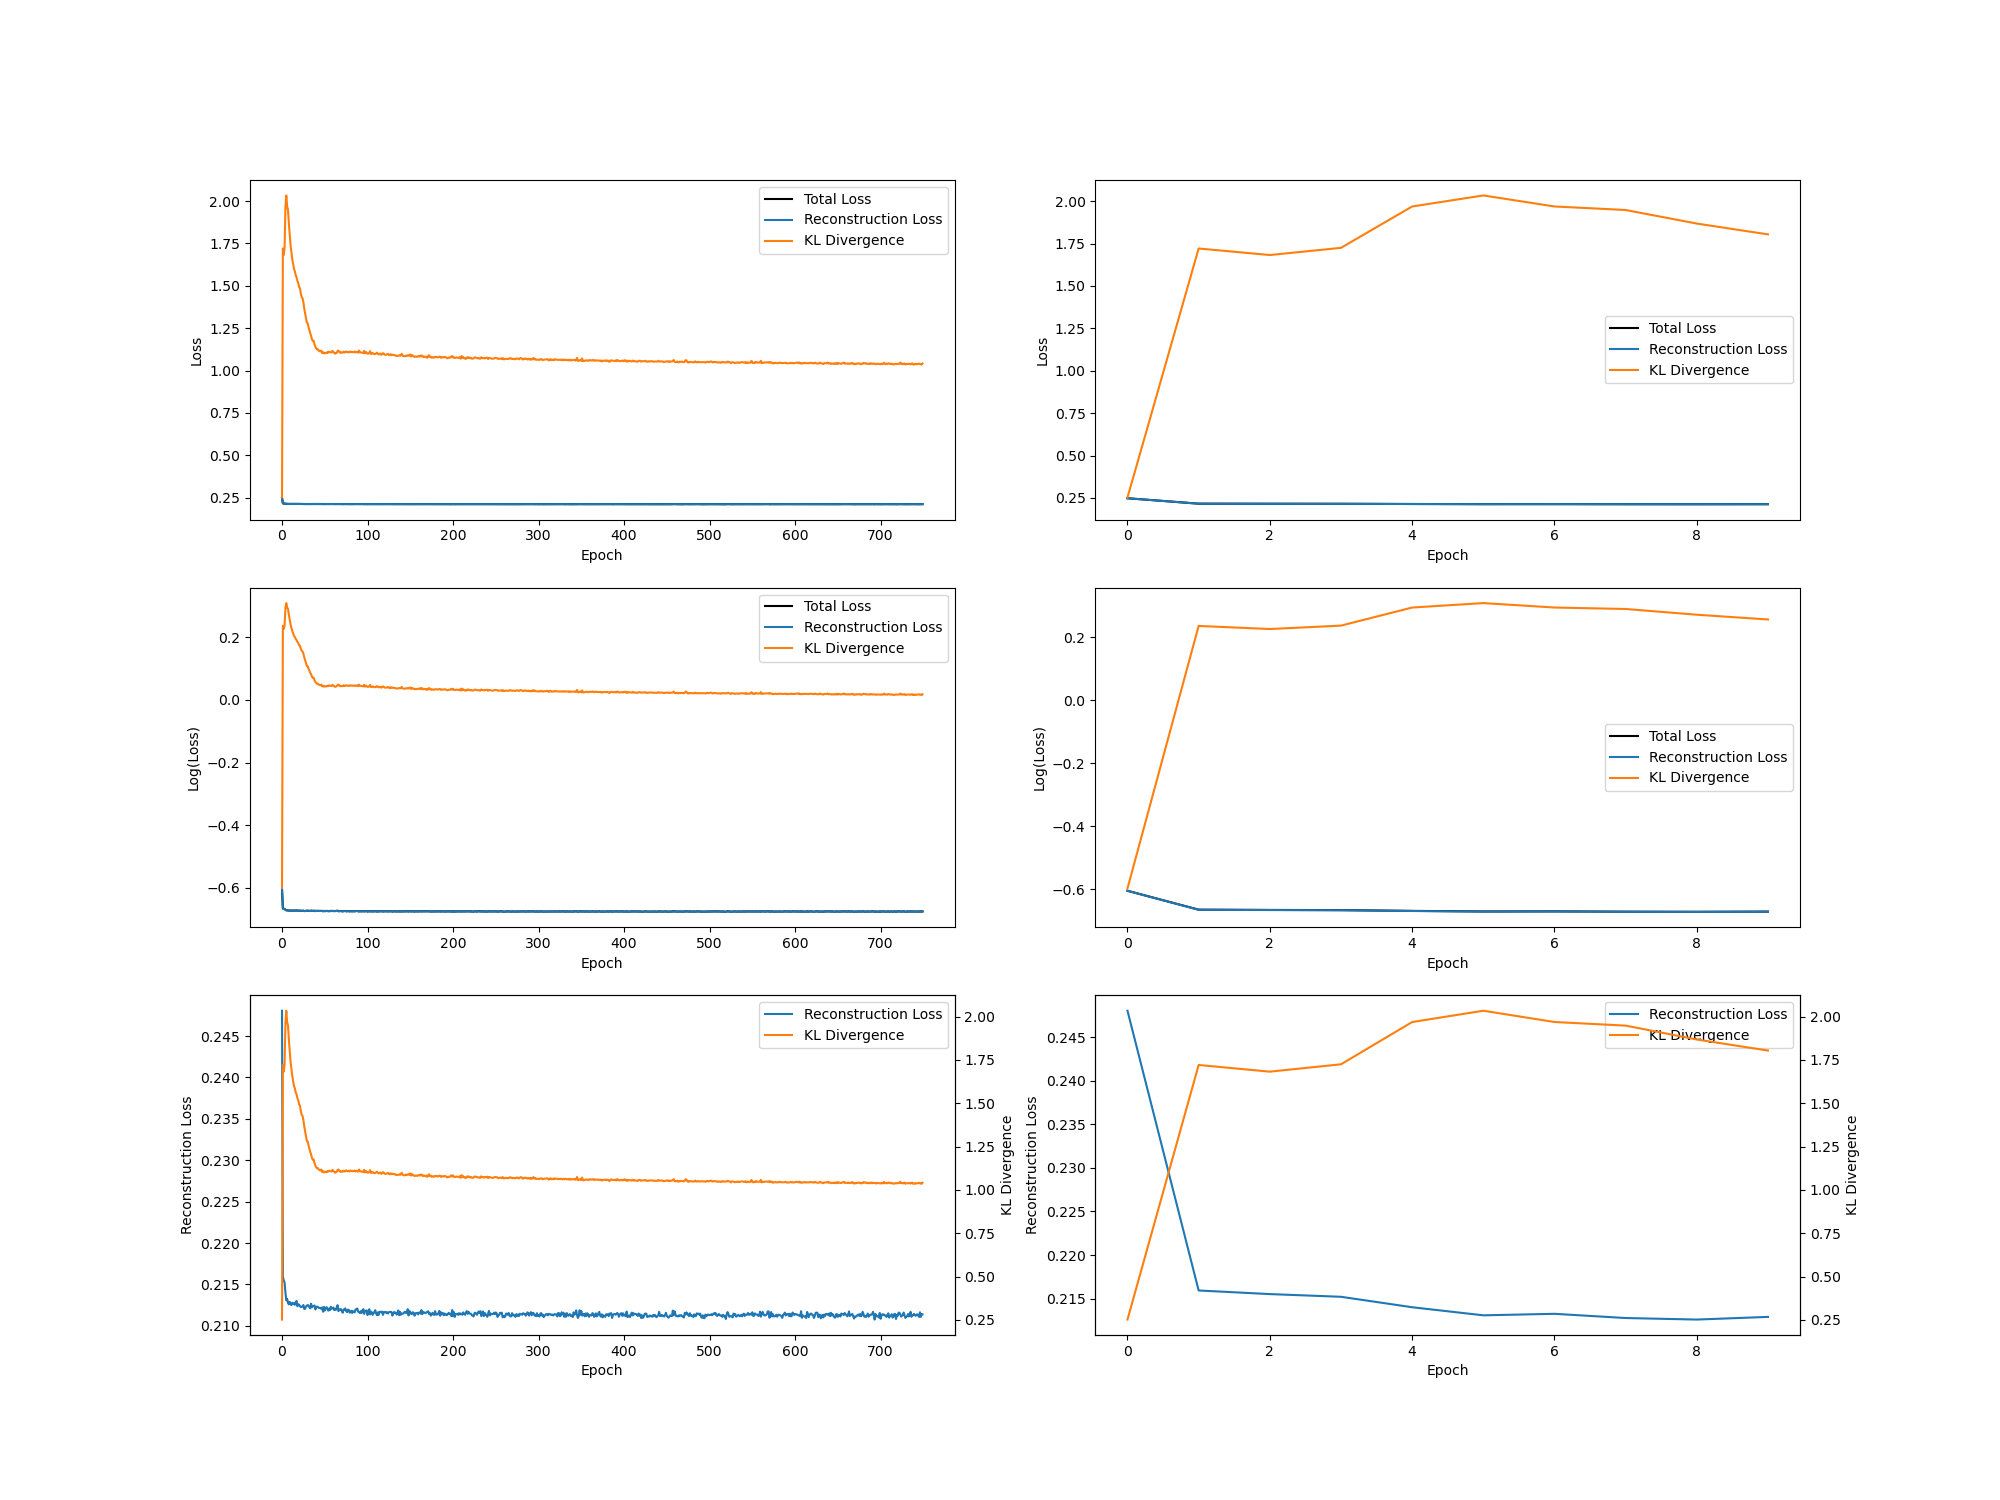 2.00
1.75
1.50
1.25
1.00
0.75
0.50
0.25
Loss
0 100 200 300 400 500 600 700
Epoch
Total Loss
Reconstruction Loss
KL Divergence
2.00
1.75
1.50
1.25
1.00
0.75
0.50
0.25
Loss
0 2 4 6 8
Epoch
Total Loss
Reconstruction Loss
KL Divergence
0.2
0.0
−0.2
−0.4
−0.6
Log(Loss)
0 100 200 300 400 500 600 700
Epoch
Total Loss
Reconstruction Loss
KL Divergence
0.2
0.0
−0.2
−0.4
−0.6
Log(Loss)
0 2 4 6 8
Epoch
Total Loss
Reconstruction Loss
KL Divergence
0.245
0.240
0.235
0.230
0.225
0.220
0.215
0.210
Reconstruction Loss
0 100 200 300 400 500 600 700
Epoch
Reconstruction Loss
KL Divergence
2.00
1.75
1.50
1.25
1.00
0.75
0.50
0.25
KL Divergence
0.245
0.240
0.235
0.230
0.225
0.220
0.215
Reconstruction Loss
0 2 4 6 8
Epoch
Reconstruction Loss
KL Divergence
2.00
1.75
1.50
1.25
1.00
0.75
0.50
0.25
KL Divergence